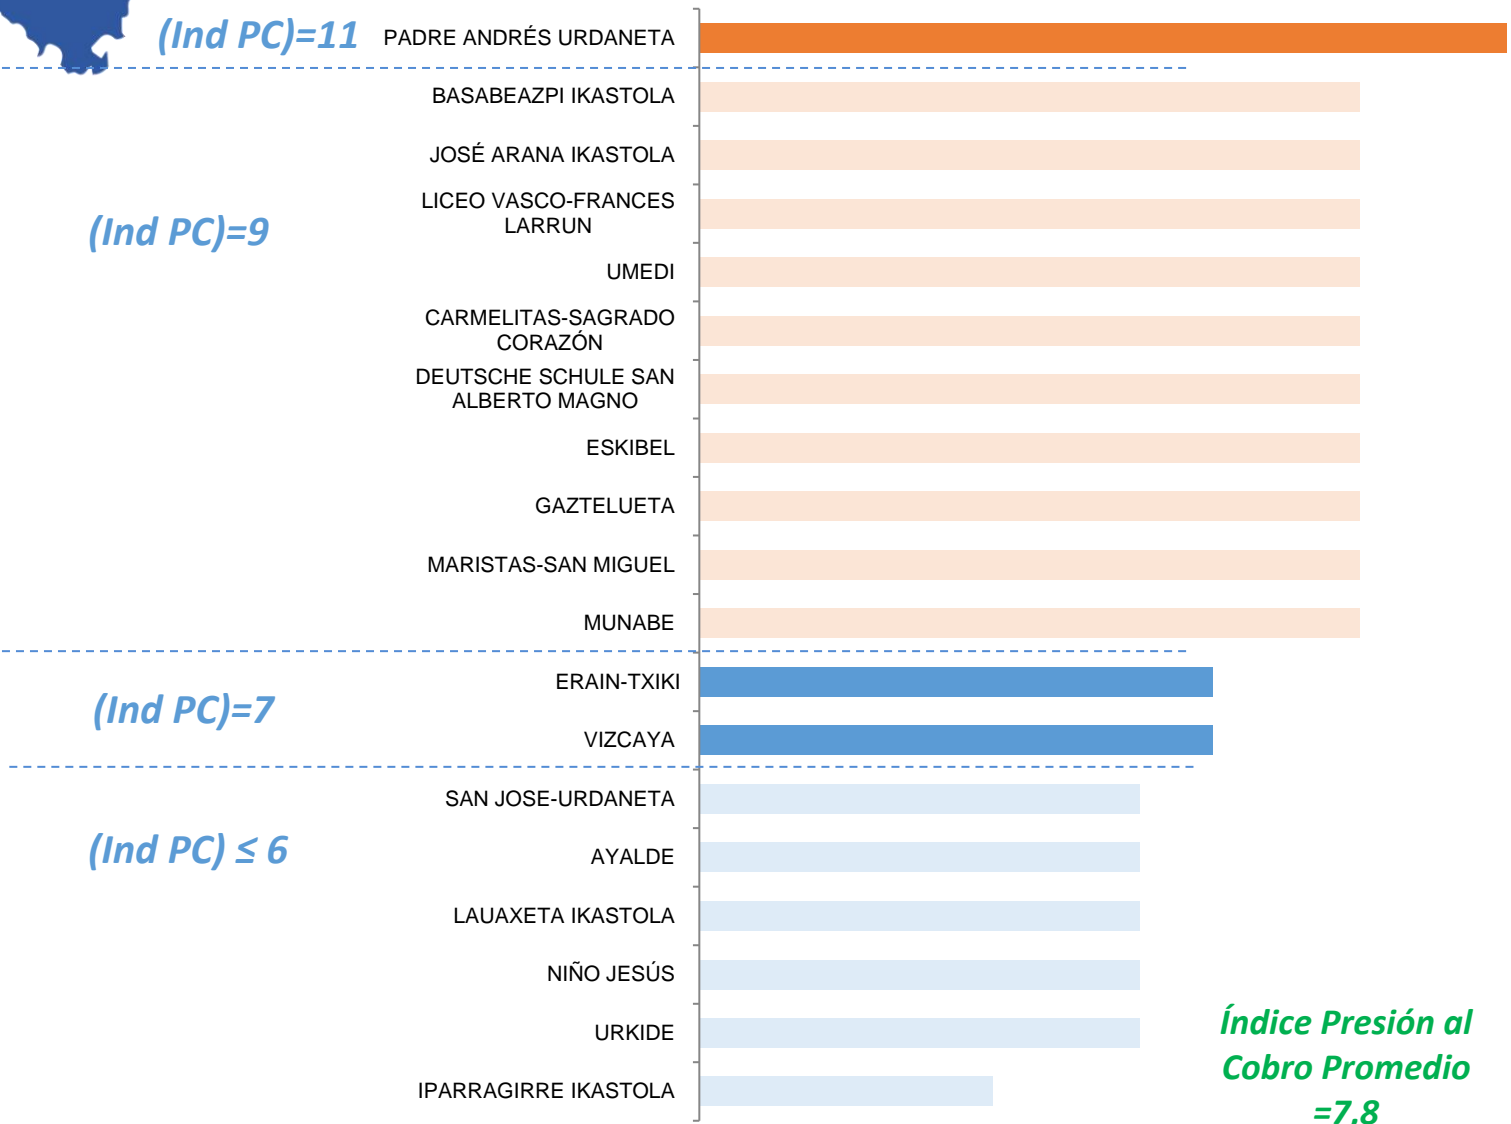 (Ind PC)=11
PADRE ANDRÉS URDANETA
BASABEAZPI IKASTOLA
JOSÉ ARANA IKASTOLA
LICEO VASCO-FRANCES
LARRUN
(Ind PC)=9
UMEDI
CARMELITAS-SAGRADO
CORAZÓN
DEUTSCHE SCHULE SAN
ALBERTO MAGNO
ESKIBEL
GAZTELUETA
MARISTAS-SAN MIGUEL
MUNABE
ERAIN-TXIKI
(Ind PC)=7
VIZCAYA
SAN JOSE-URDANETA
(Ind PC) ≤ 6
AYALDE
LAUAXETA IKASTOLA
NIÑO JESÚS
URKIDE
IPARRAGIRRE IKASTOLA
Índice Presión al
Cobro Promedio
=7.8